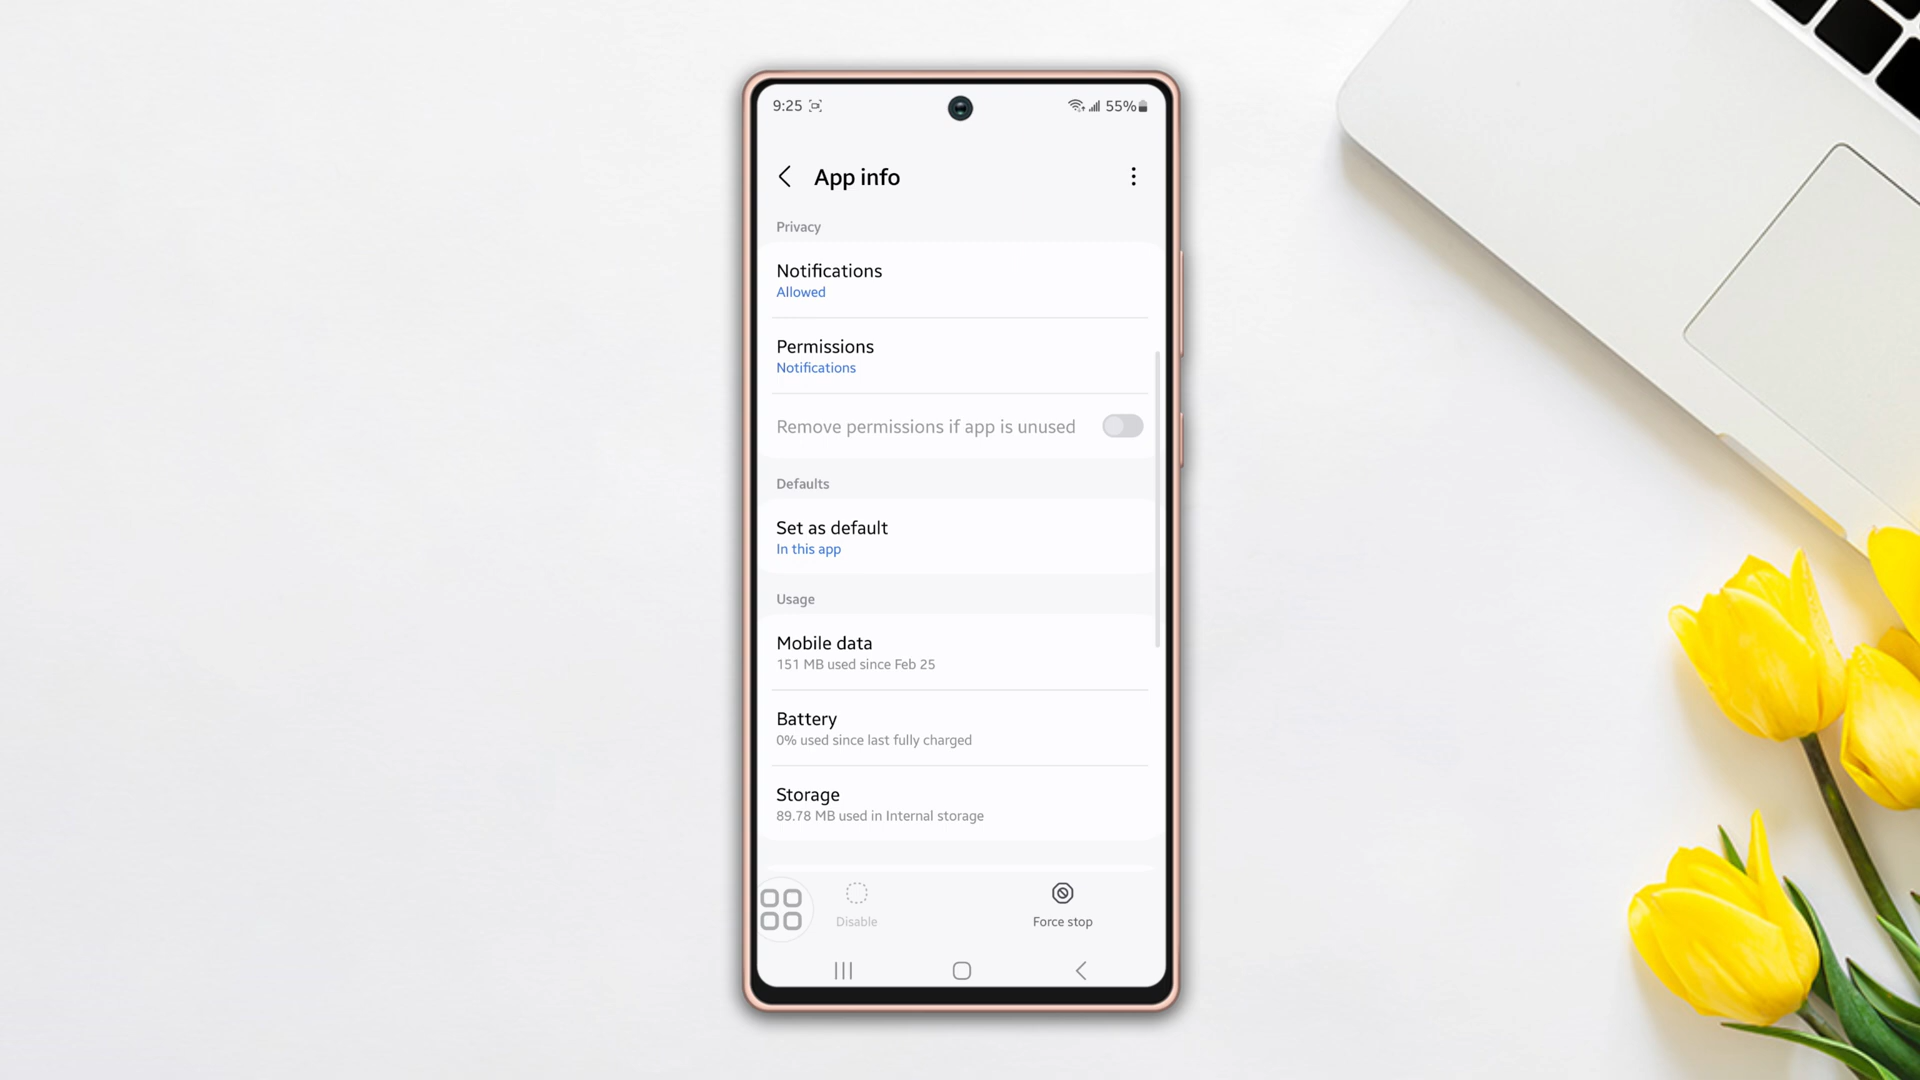 9:25
55%
App info
Privacy
Notifications
Allowed
Permissions
Notifications
Remove permissions if app is unused
Defaults
Set as default
In this app
Usage
Mobile data
151 MB used since Feb 25
Battery
0% used since last fully charged
Storage
89.78 MB used in Internal storage
Disable
Force stop